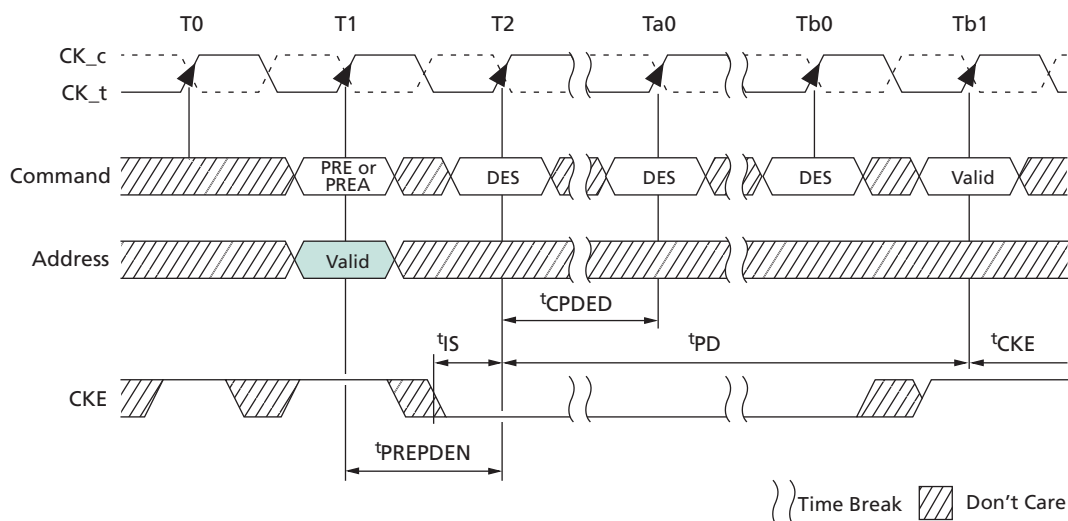 T0 T1 T2 Ta0 Tb0 Tb1
CK_c
CK_t
Command PRE or PREA DES DES DES Valid
Address Valid
tCPDED
tIS tPD tCKE
CKE
tPREPDEN
Time Break Don't Care